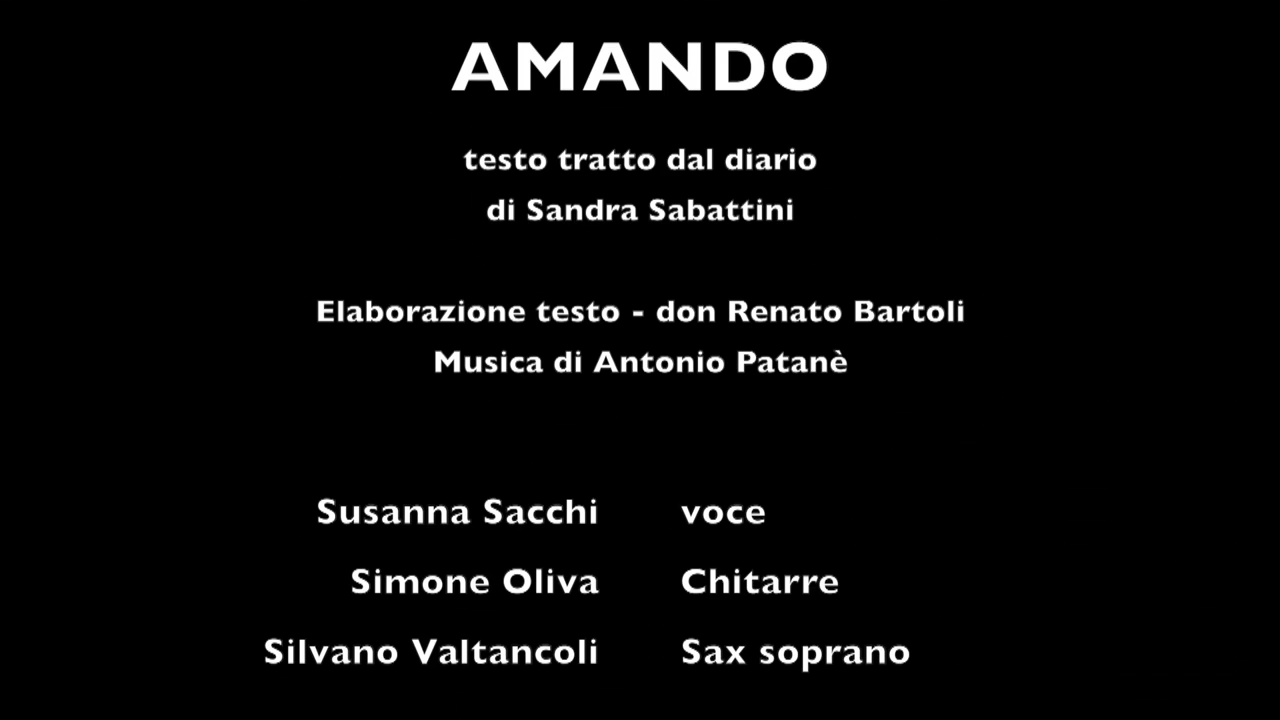 AMANDO
testo tratto dal diario
di Sandra Sabattini
Elaborazione testo - don Renato Bartoli
Musica di Antonio Patanè
Susanna Sacchi voce
Simone Oliva Chitarre
Silvano Valtancoli Sax soprano